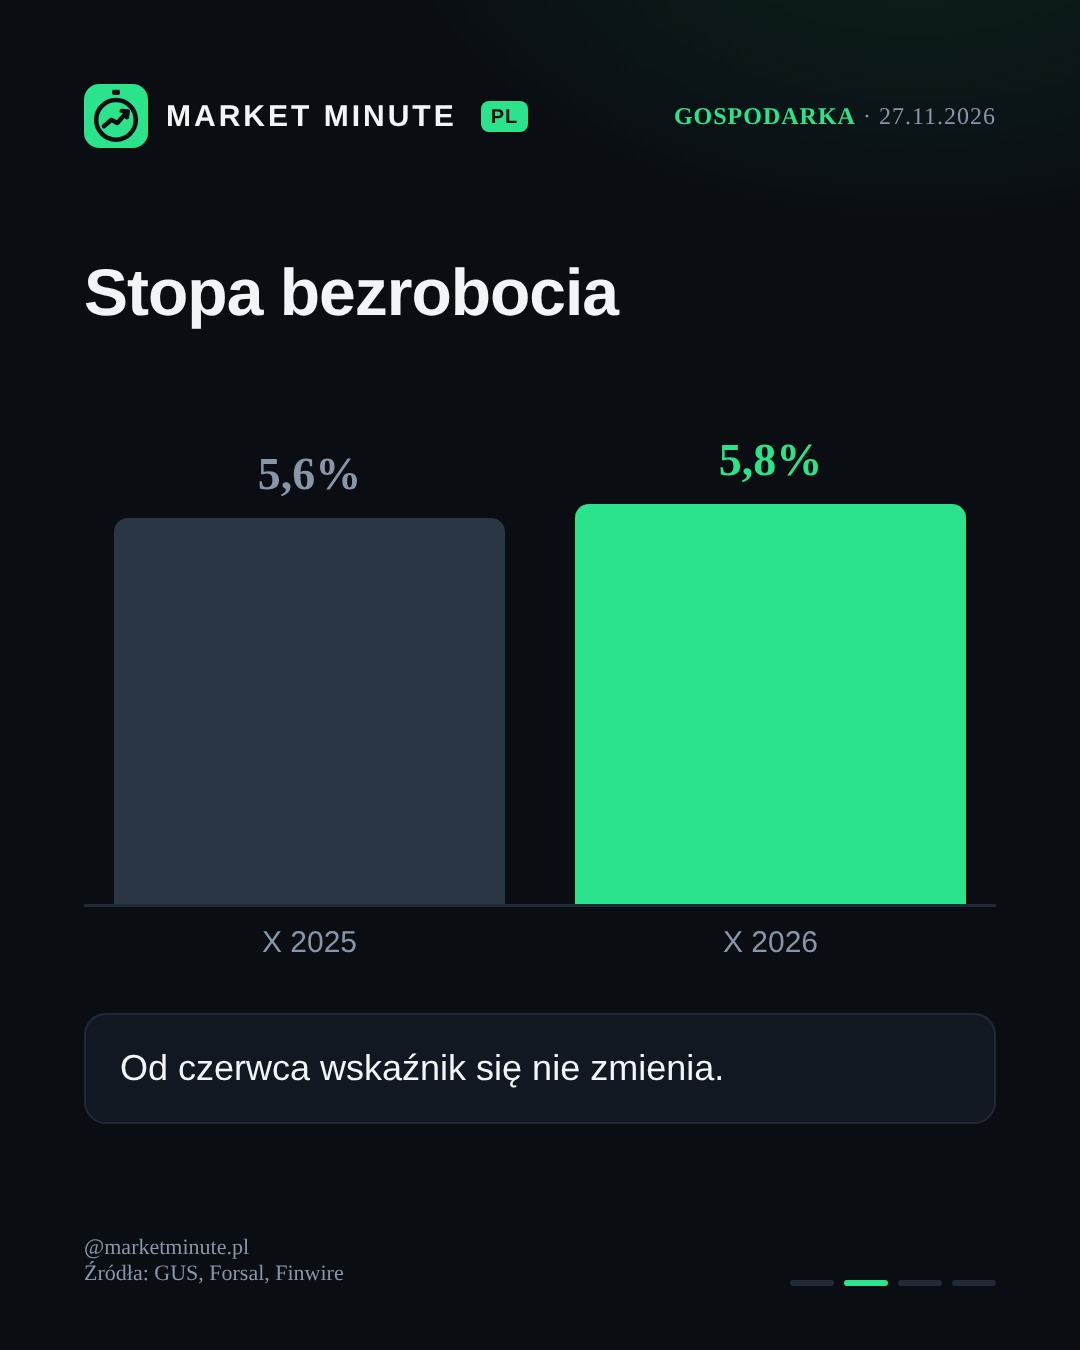 MARKET MINUTE PL
GOSPODARKA · 27.11.2026
Stopa bezrobocia
5,6%
5,8%
X 2025
X 2026
Od czerwca wskaźnik się nie zmienia.
@marketminute.pl
Źródła: GUS, Forsal, Finwire